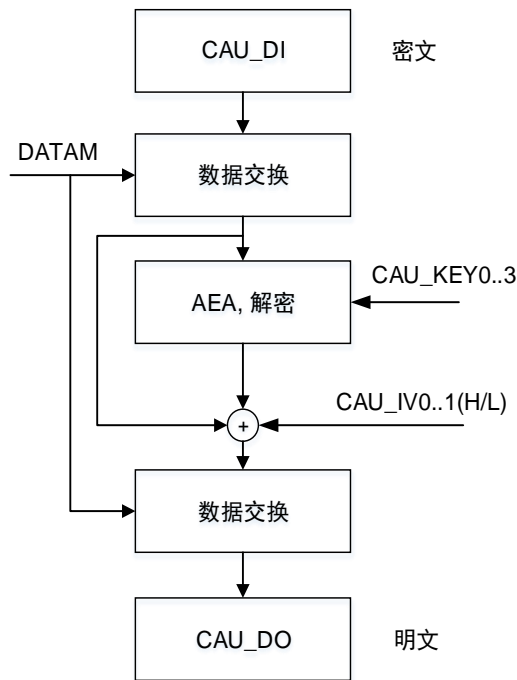 CAU_DI
密文
DATAM
数据交换
CAU_KEY0..3
AEA, 解密
CAU_IV0..1(H/L)
+
数据交换
CAU_DO
明文